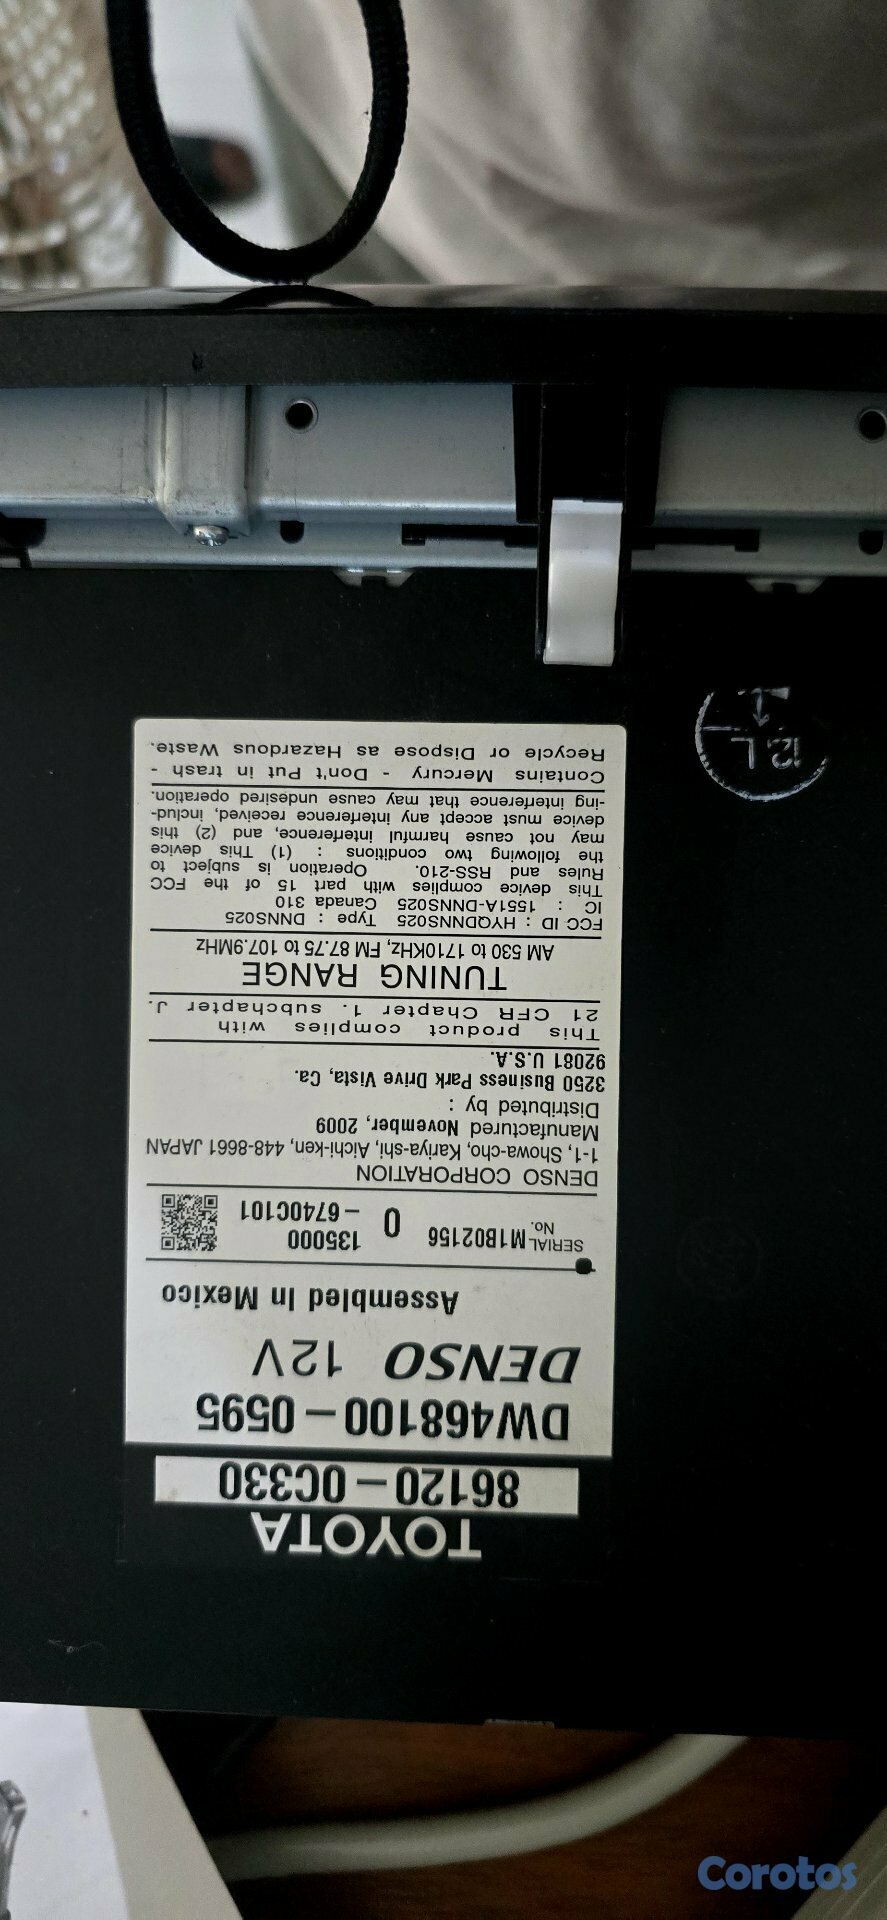 TOYOTA
86120-0C330
DW468100-0595
DENSO 12V
Assembled In Mexico
SERIAL No. M1B02156 0 135000 -6740C101
DENSO CORPORATION
1-1, Showa-cho, Kariya-shi, Aichi-ken, 448-8661 JAPAN
Manufactured November, 2009
Distributed by :
3250 Business Park Drive Vista, Ca.
92081 U.S.A.
This product complies with
21 CFR Chapter 1. subchapter J.
TUNING RANGE
AM 530 to 1710KHz, FM 87.75 to 107.9MHz
FCC ID : HYQDNNS025 Type : DNNS025
IC : 1551A-DNNS025 Canada 310
This device complies with part 15 of the FCC
Rules and RSS-210. Operation is subject to
the following two conditions : (1) This device
may not cause harmful interference, and (2) this
device must accept any interference received, includ-
ing interference that may cause undesired operation.
Contains Mercury - Don't Put in trash -
Recycle or Dispose as Hazardous Waste.
Corotos